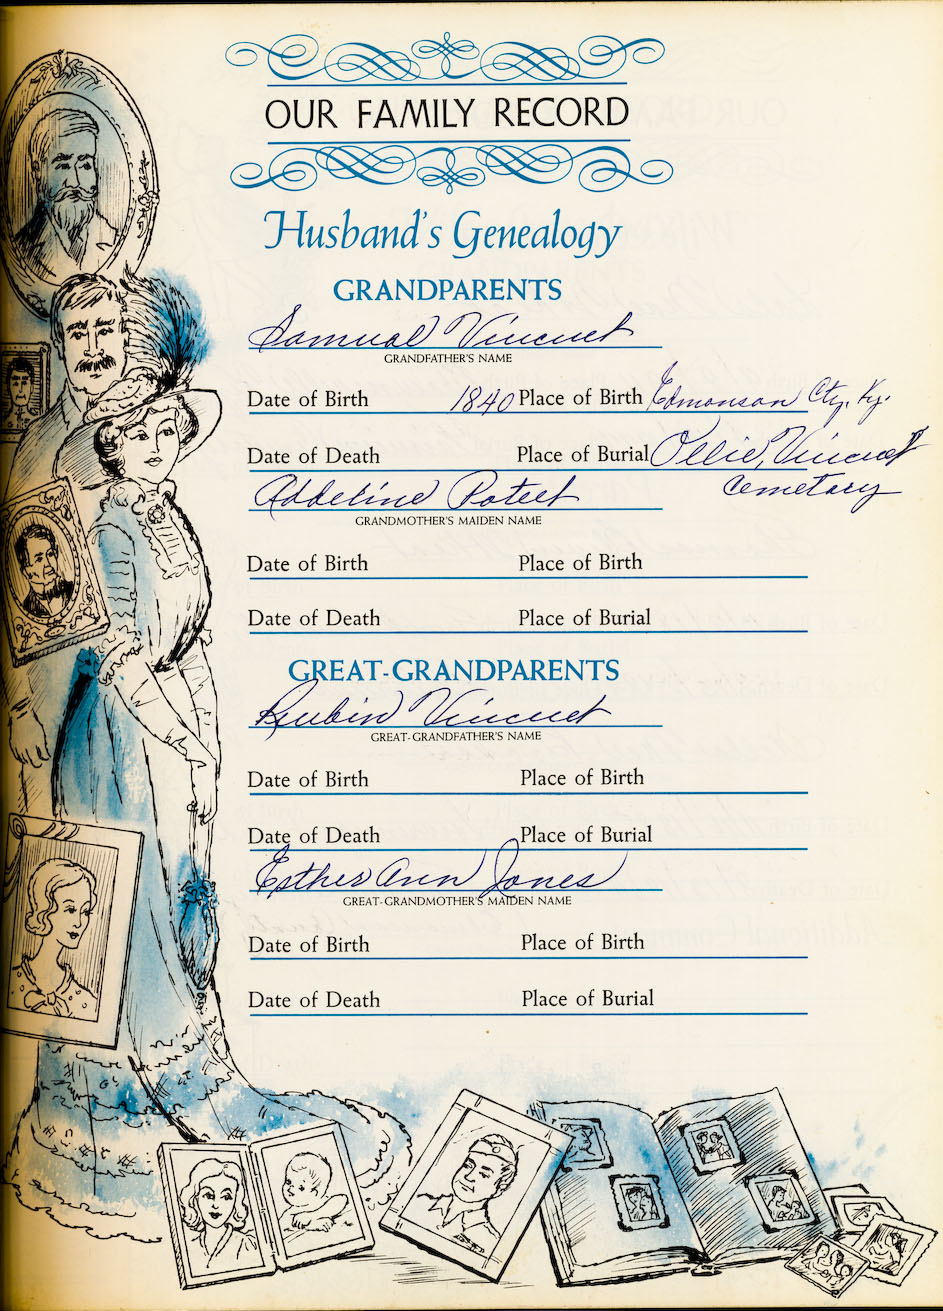 OUR FAMILY RECORD
Husband's Genealogy
GRANDPARENTS
Samual Vincent
GRANDFATHER'S NAME
Date of Birth 1840 Place of Birth Edmonson Cty. Ky.
Date of Death Place of Burial Ollie, Vincent
Cemetary
Addeline Poteet
GRANDMOTHER'S MAIDEN NAME
Date of Birth Place of Birth
Date of Death Place of Burial
GREAT-GRANDPARENTS
Reubin Vincent
GREAT-GRANDFATHER'S NAME
Date of Birth Place of Birth
Date of Death Place of Burial
Esther Ann Jones
GREAT-GRANDMOTHER'S MAIDEN NAME
Date of Birth Place of Birth
Date of Death Place of Burial